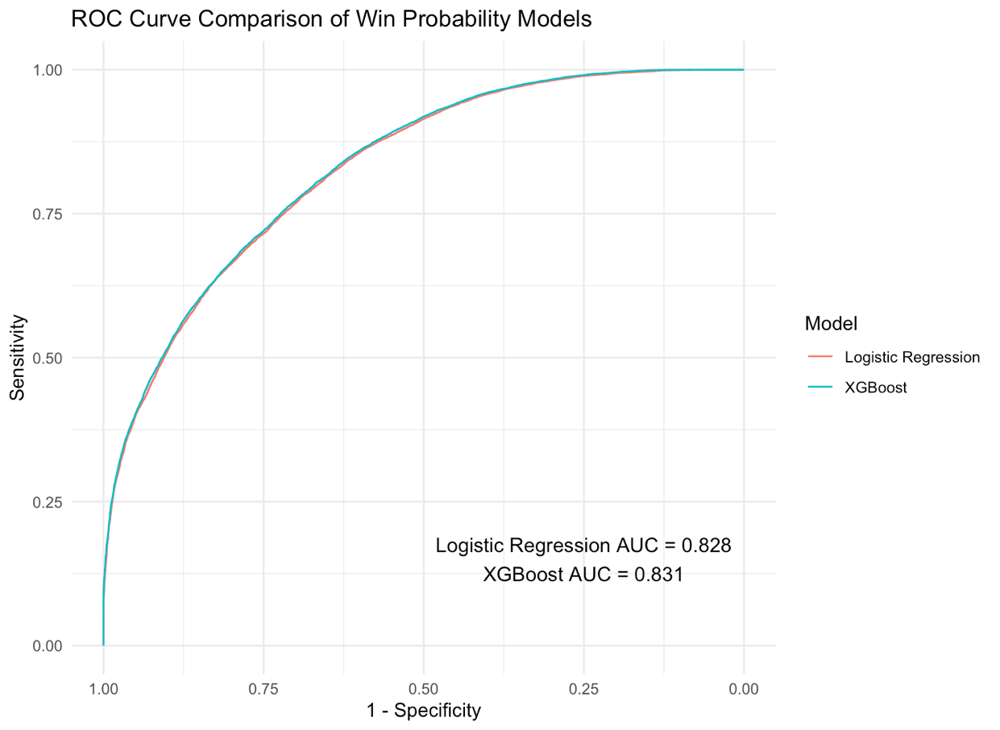 ROC Curve Comparison of Win Probability Models
1.00
0.75
0.50
0.25
0.00
Sensitivity
Logistic Regression AUC = 0.828
XGBoost AUC = 0.831
1.00 0.75 0.50 0.25 0.00
1 - Specificity
Model
Logistic Regression
XGBoost